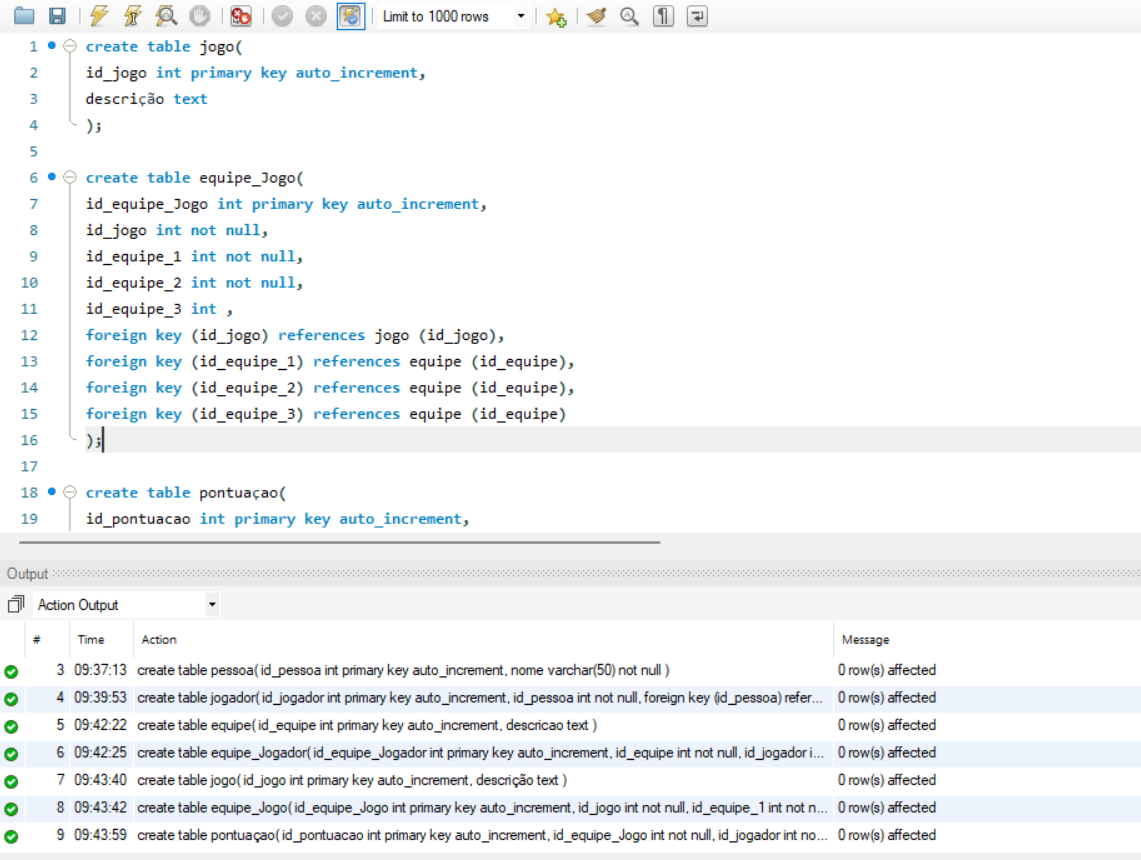 Limit to 1000 rows
1 create table jogo(
2 id_jogo int primary key auto_increment,
3 descrição text
4 );
5
6 create table equipe_Jogo(
7 id_equipe_Jogo int primary key auto_increment,
8 id_jogo int not null,
9 id_equipe_1 int not null,
10 id_equipe_2 int not null,
11 id_equipe_3 int ,
12 foreign key (id_jogo) references jogo (id_jogo),
13 foreign key (id_equipe_1) references equipe (id_equipe),
14 foreign key (id_equipe_2) references equipe (id_equipe),
15 foreign key (id_equipe_3) references equipe (id_equipe)
16 );
17
18 create table pontuaçao(
19 id_pontuacao int primary key auto_increment,
Output
Action Output
# Time Action Message
3 09:37:13 create table pessoa( id_pessoa int primary key auto_increment, nome varchar(50) not null ) 0 row(s) affected
4 09:39:53 create table jogador( id_jogador int primary key auto_increment, id_pessoa int not null, foreign key (id_pessoa) refer... 0 row(s) affected
5 09:42:22 create table equipe( id_equipe int primary key auto_increment, descricao text ) 0 row(s) affected
6 09:42:25 create table equipe_Jogador( id_equipe_Jogador int primary key auto_increment, id_equipe int not null, id_jogador i... 0 row(s) affected
7 09:43:40 create table jogo( id_jogo int primary key auto_increment, descrição text ) 0 row(s) affected
8 09:43:42 create table equipe_Jogo( id_equipe_Jogo int primary key auto_increment, id_jogo int not null, id_equipe_1 int not n... 0 row(s) affected
9 09:43:59 create table pontuaçao( id_pontuacao int primary key auto_increment, id_equipe_Jogo int not null, id_jogador int no... 0 row(s) affected